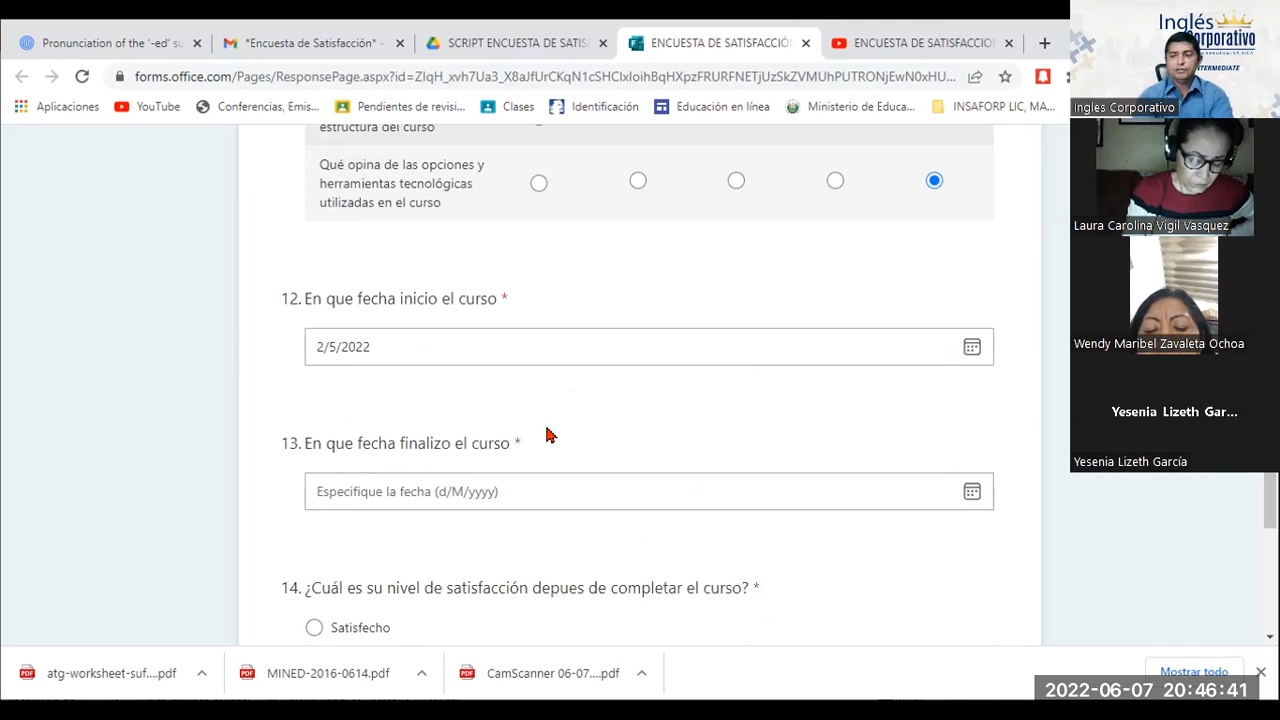 Pronunciation of the '-ed' su
*Encuesta de Satisfacción" -
SCRIPT ENCUESTA DE SATIS
ENCUESTA DE SATISFACCIÓN
ENCUESTA DE SATISFACCION
forms.office.com/Pages/ResponsePage.aspx?id=
Aplicaciones
YouTube
Conferencias, Emis...
Pendientes de revisi...
Clases
Identificación
Educación en línea
Ministerio de Educa...
INSAFORP LIC, MA...
estructura del curso
Qué opina de las opciones y
herramientas tecnológicas
utilizadas en el curso
12. En que fecha inicio el curso *
2/5/2022
13. En que fecha finalizo el curso *
Especifique la fecha (d/M/yyyy)
14. ¿Cuál es su nivel de satisfacción depues de completar el curso? *
Satisfecho
atg-worksheet-suf....pdf
MINED-2016-0614.pdf
CamScanner 06-07....pdf
Mostrar todo
2022-06-07 20:46:41
Inglés
Corporativo
INTERMEDIATE
Ingles Corporativo
Laura Carolina Vigil Vasquez
Wendy Maribel Zavaleta Ochoa
Yesenia Lizeth Gar...
Yesenia Lizeth García